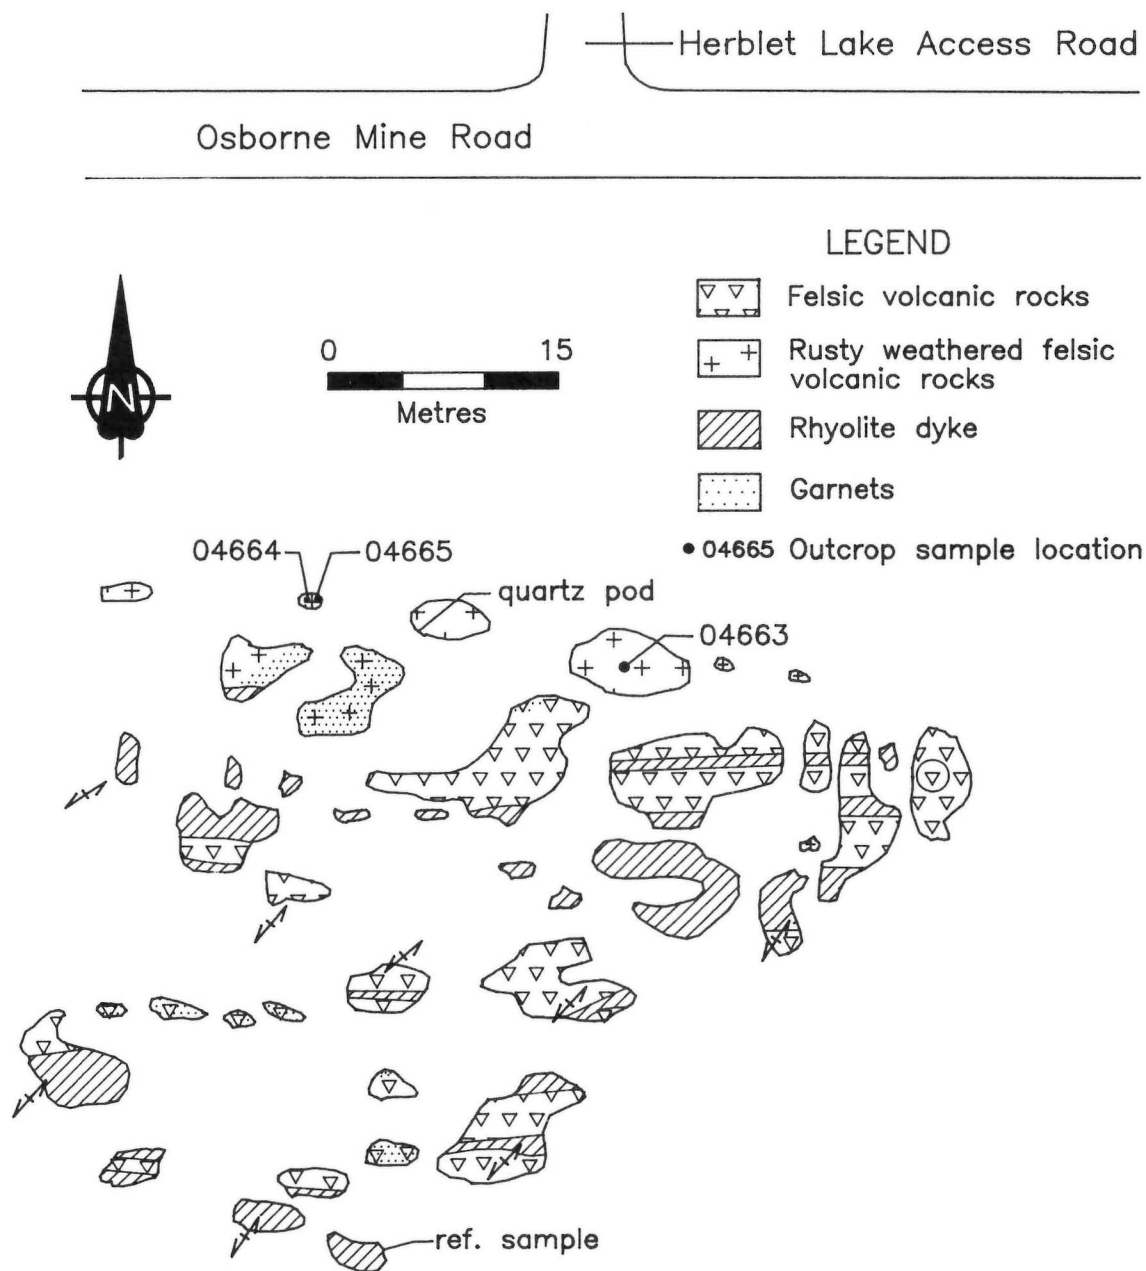 Herblet Lake Access Road
Osborne Mine Road
LEGEND
Felsic volcanic rocks
Rusty weathered felsic
volcanic rocks
Rhyolite dyke
Garnets
04665 Outcrop sample location
N
0 15
Metres
04664 04665
quartz pod
04663
ref. sample